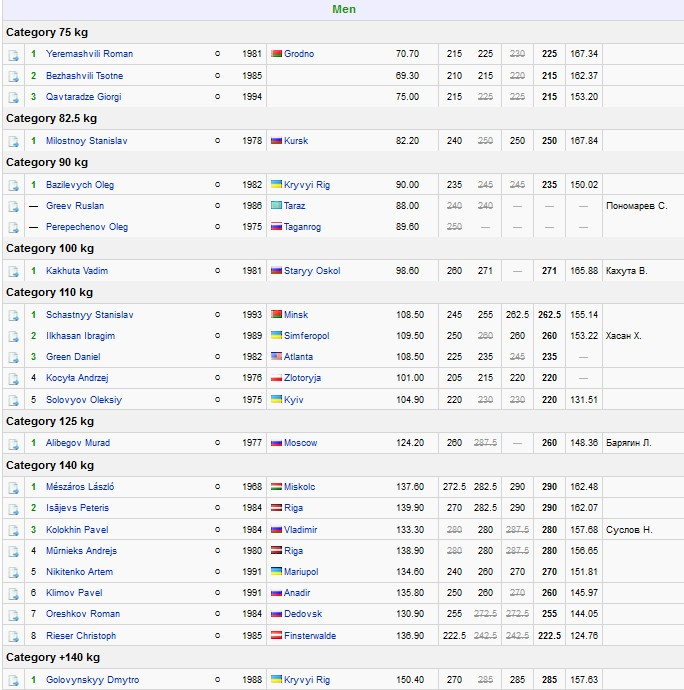 Men
Category 75 kg
1 Yeremashvili Roman o 1981 Grodno 70.70 215 225 230 225 167.34
2 Bezhashvili Tsotne o 1985 69.30 210 215 220 215 162.37
3 Qavtaradze Giorgi o 1994 75.00 215 225 225 215 153.20
Category 82.5 kg
1 Milostnoy Stanislav o 1978 Kursk 82.20 240 250 250 250 167.84
Category 90 kg
1 Bazilevych Oleg o 1982 Kryvyi Rig 90.00 235 245 245 235 150.02
— Greev Ruslan o 1986 Taraz 88.00 240 240 — — — Пономарев С.
— Perepechenov Oleg o 1975 Taganrog 89.60 250 — — — —
Category 100 kg
1 Kakhuta Vadim o 1981 Staryy Oskol 98.60 260 271 — 271 165.88 Кахута В.
Category 110 kg
1 Schastnyy Stanislav o 1993 Minsk 108.50 245 255 262.5 262.5 155.14
2 Ilkhasan Ibragim o 1989 Simferopol 109.50 250 260 260 260 153.22 Хасан Х.
3 Green Daniel o 1982 Atlanta 108.50 225 235 245 235 —
4 Kocyła Andrzej o 1976 Zlotoryja 101.00 205 215 220 220 —
5 Solovyov Oleksiy o 1975 Kyiv 104.90 220 230 230 220 131.51
Category 125 kg
1 Alibegov Murad o 1977 Moscow 124.20 260 287.5 — 260 148.36 Барягин Л.
Category 140 kg
1 Mészáros László o 1968 Miskolc 137.60 272.5 282.5 290 290 162.48
2 Isãjevs Peteris o 1984 Riga 139.90 270 282.5 290 290 162.07
3 Kolokhin Pavel o 1984 Vladimir 133.30 280 280 287.5 280 157.68 Суслов Н.
4 Mūrnieks Andrejs o 1980 Riga 138.90 280 280 287.5 280 156.65
5 Nikitenko Artem o 1991 Mariupol 134.60 240 260 270 270 151.81
6 Klimov Pavel o 1991 Anadir 135.80 250 260 270 260 145.97
7 Oreshkov Roman o 1984 Dedovsk 130.90 255 272.5 272.5 255 144.05
8 Rieser Christoph o 1985 Finsterwalde 136.90 222.5 242.5 242.5 222.5 124.76
Category +140 kg
1 Golovynskyy Dmytro o 1988 Kryvyi Rig 150.40 270 285 285 285 157.63